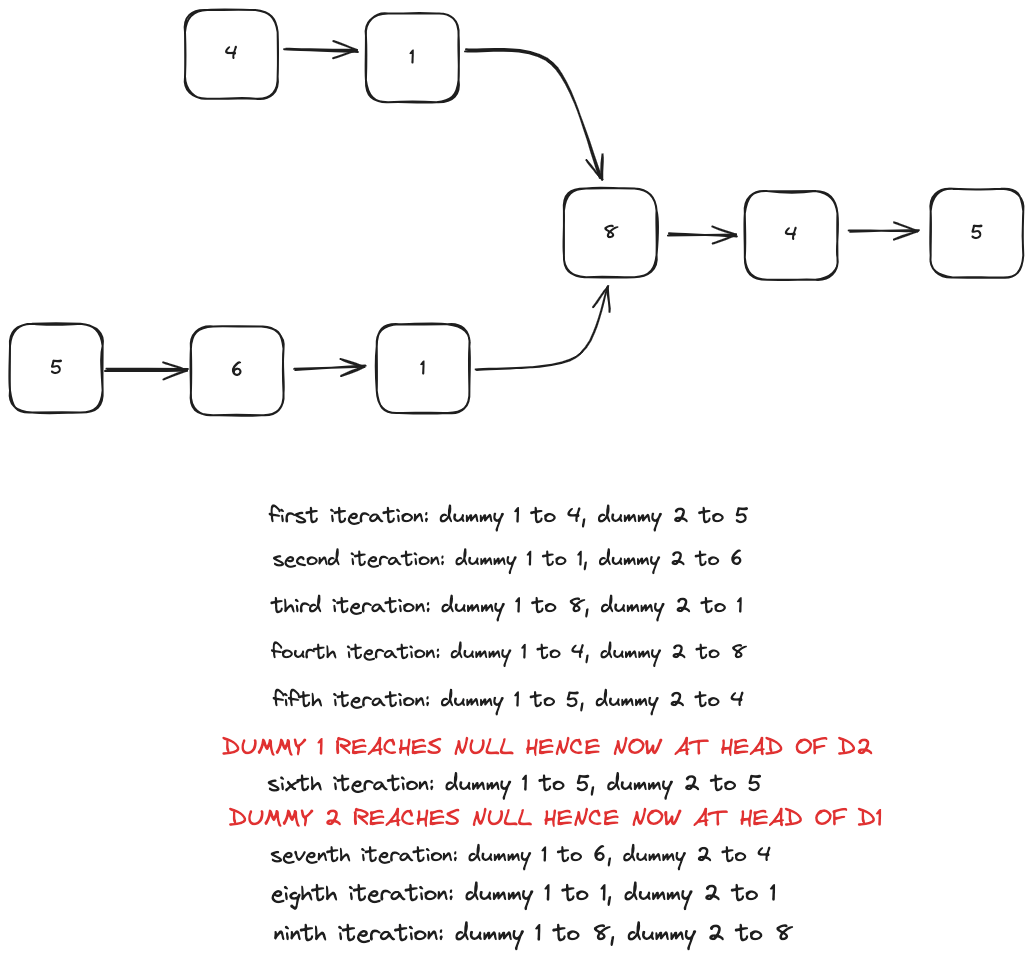 4
1
8
4
5
5
6
1
first iteration: dummy 1 to 4, dummy 2 to 5
second iteration: dummy 1 to 1, dummy 2 to 6
third iteration: dummy 1 to 8, dummy 2 to 1
fourth iteration: dummy 1 to 4, dummy 2 to 8
fifth iteration: dummy 1 to 5, dummy 2 to 4
DUMMY 1 REACHES NULL HENCE NOW AT HEAD OF D2
sixth iteration: dummy 1 to 5, dummy 2 to 5
DUMMY 2 REACHES NULL HENCE NOW AT HEAD OF D1
seventh iteration: dummy 1 to 6, dummy 2 to 4
eighth iteration: dummy 1 to 1, dummy 2 to 1
ninth iteration: dummy 1 to 8, dummy 2 to 8